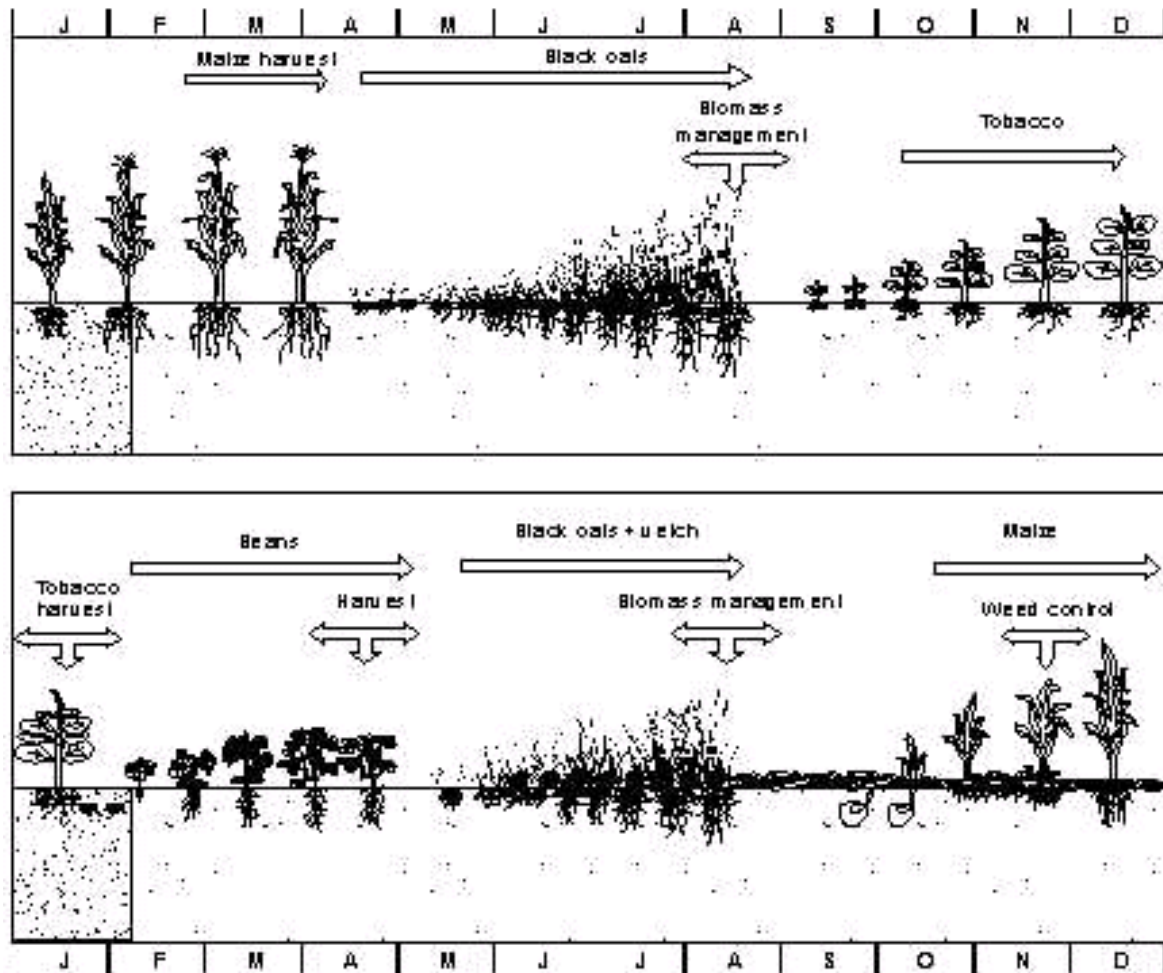 J F M A M J J A S O N D
Maize harvest
Black oats
Biomass
management
Tobacco
Beans
Black oats + vetch
Maize
Tobacco
harvest
Harvest
Biomass management
Weed control
J F M A M J J A S O N D